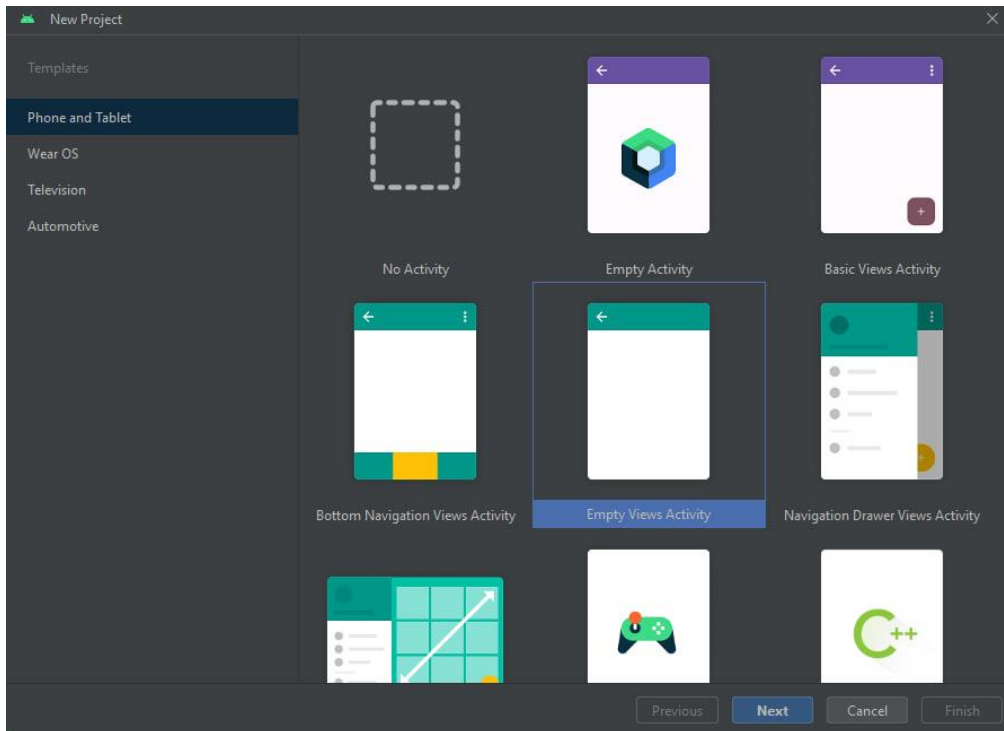 New Project
Templates
Phone and Tablet
Wear OS
Television
Automotive
No Activity
Empty Activity
Basic Views Activity
Bottom Navigation Views Activity
Empty Views Activity
Navigation Drawer Views Activity
C++
Previous
Next
Cancel
Finish